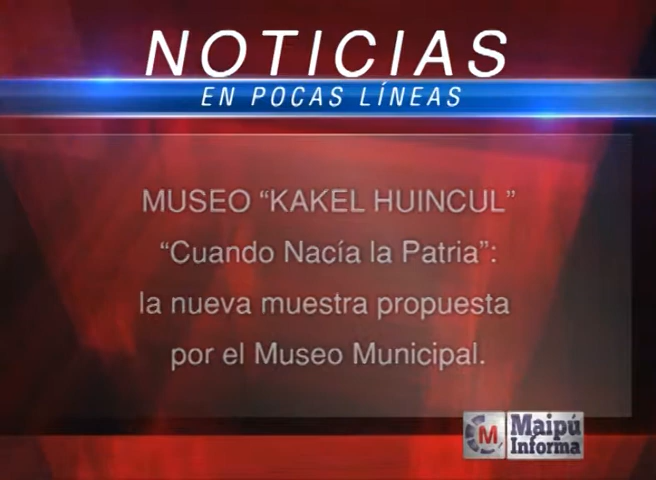 NOTICIAS
EN POCAS LÍNEAS
MUSEO “KAKEL HUINCUL”
“Cuando Nacía la Patria”:
la nueva muestra propuesta
por el Museo Municipal.
M Maipú
Informa